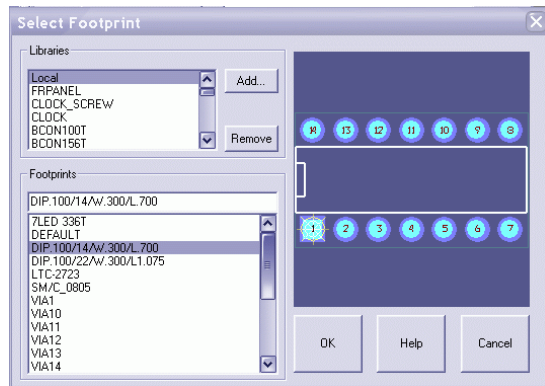 Select Footprint
Libraries
Local
FRPANEL
CLOCK_SCREW
CLOCK
BCON100T
BCON156T
Add...
Remove
Footprints
DIP.100/14/W.300/L.700
7LED 336T
DEFAULT
DIP.100/14/W.300/L.700
DIP.100/22/W.300/L1.075
LTC-2723
SM/C_0805
VIA1
VIA10
VIA11
VIA12
VIA13
VIA14
14 13 12 11 10 9 8
1 2 3 4 5 6 7
OK
Help
Cancel